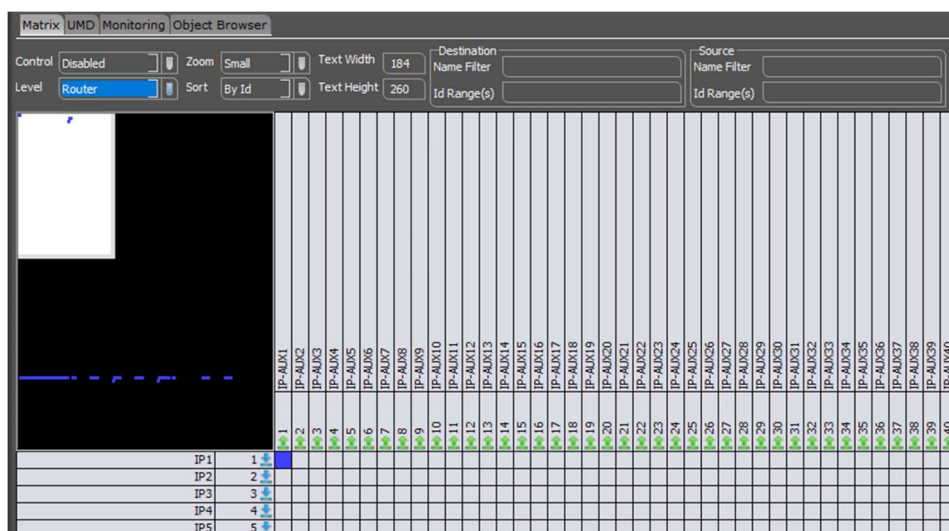 Matrix UMD Monitoring Object Browser
Control Disabled Zoom Small Text Width 184 Destination Name Filter Source Name Filter
Level Router Sort By Id Text Height 260 Id Range(s) Id Range(s)
IP-AUX1
IP-AUX2
IP-AUX3
IP-AUX4
IP-AUX5
IP-AUX6
IP-AUX7
IP-AUX8
IP-AUX9
IP-AUX10
IP-AUX11
IP-AUX12
IP-AUX13
IP-AUX14
IP-AUX15
IP-AUX16
IP-AUX17
IP-AUX18
IP-AUX19
IP-AUX20
IP-AUX21
IP-AUX22
IP-AUX23
IP-AUX24
IP-AUX25
IP-AUX26
IP-AUX27
IP-AUX28
IP-AUX29
IP-AUX30
IP-AUX31
IP-AUX32
IP-AUX33
IP-AUX34
IP-AUX35
IP-AUX36
IP-AUX37
IP-AUX38
IP-AUX39
IP-AUX40
1 2 3 4 5 6 7 8 9 10 11 12 13 14 15 16 17 18 19 20 21 22 23 24 25 26 27 28 29 30 31 32 33 34 35 36 37 38 39 40
IP1 1
IP2 2
IP3 3
IP4 4
IP5 5